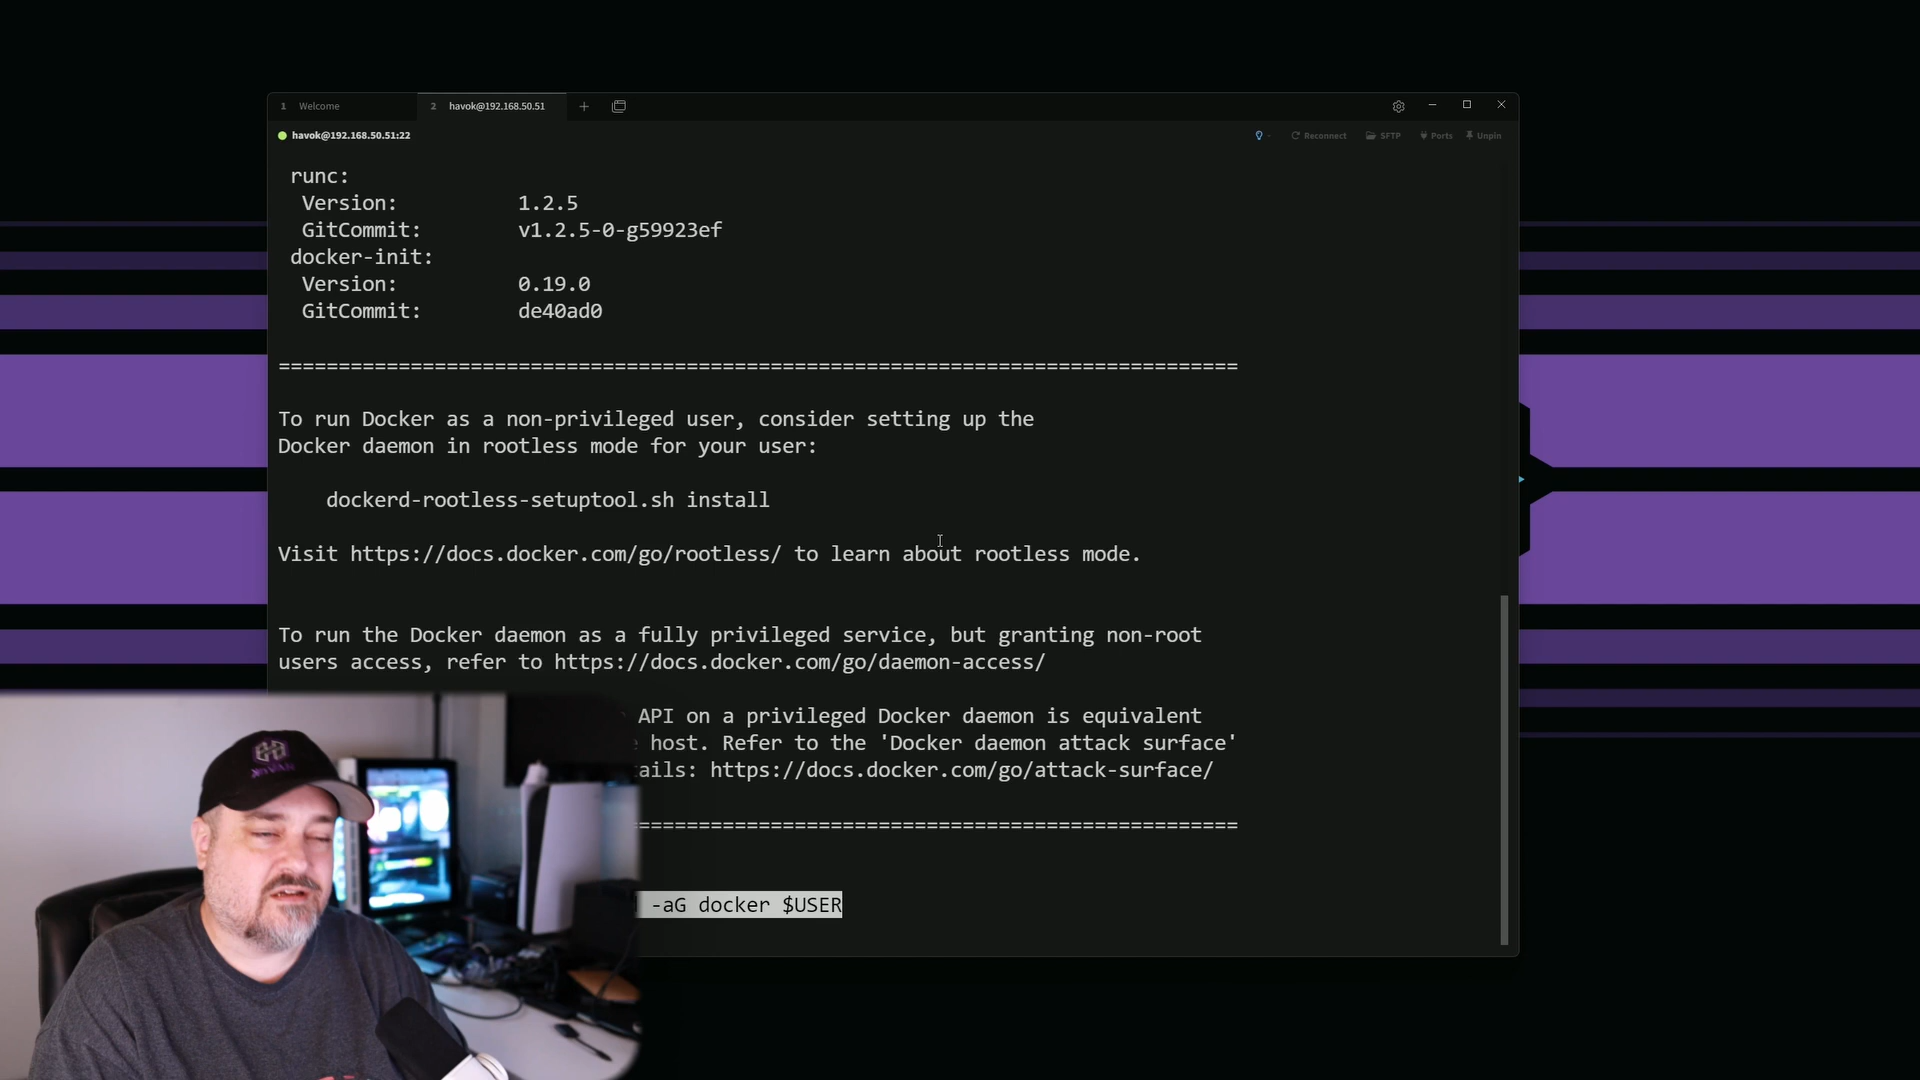 1 Welcome
2 havok@192.168.50.51
havok@192.168.50.51:22
Reconnect
SFTP
Ports
Unpin
runc:
Version: 1.2.5
GitCommit: v1.2.5-0-g59923ef
docker-init:
Version: 0.19.0
GitCommit: de40ad0
================================================================================
To run Docker as a non-privileged user, consider setting up the
Docker daemon in rootless mode for your user:
dockerd-rootless-setuptool.sh install
Visit https://docs.docker.com/go/rootless/ to learn about rootless mode.
To run the Docker daemon as a fully privileged service, but granting non-root
users access, refer to https://docs.docker.com/go/daemon-access/
API on a privileged Docker daemon is equivalent
host. Refer to the 'Docker daemon attack surface'
ails: https://docs.docker.com/go/attack-surface/
==================================================
-aG docker $USER